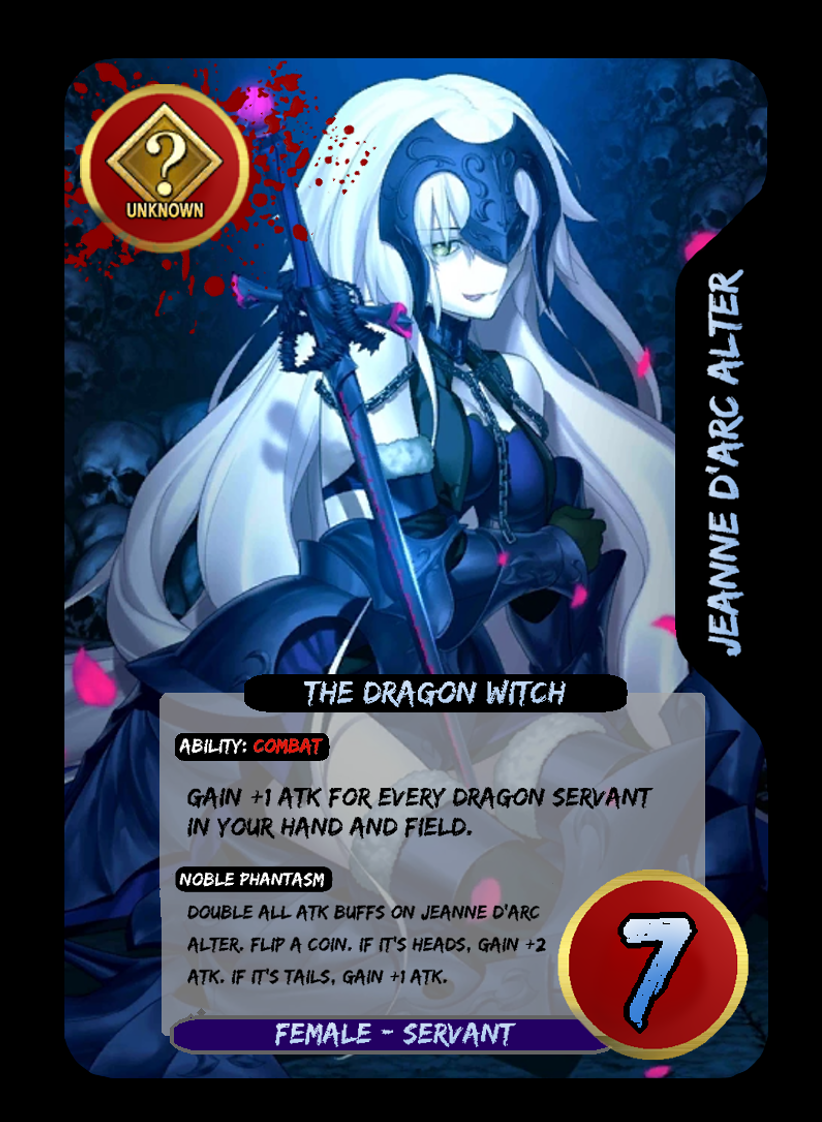 ?
UNKNOWN
JEANNE D'ARC ALTER
THE DRAGON WITCH
ABILITY: COMBAT
GAIN +1 ATK FOR EVERY DRAGON SERVANT
IN YOUR HAND AND FIELD.
NOBLE PHANTASM
DOUBLE ALL ATK BUFFS ON JEANNE D'ARC
ALTER. FLIP A COIN. IF IT'S HEADS, GAIN +2
ATK. IF IT'S TAILS, GAIN +1 ATK.
7
FEMALE - SERVANT